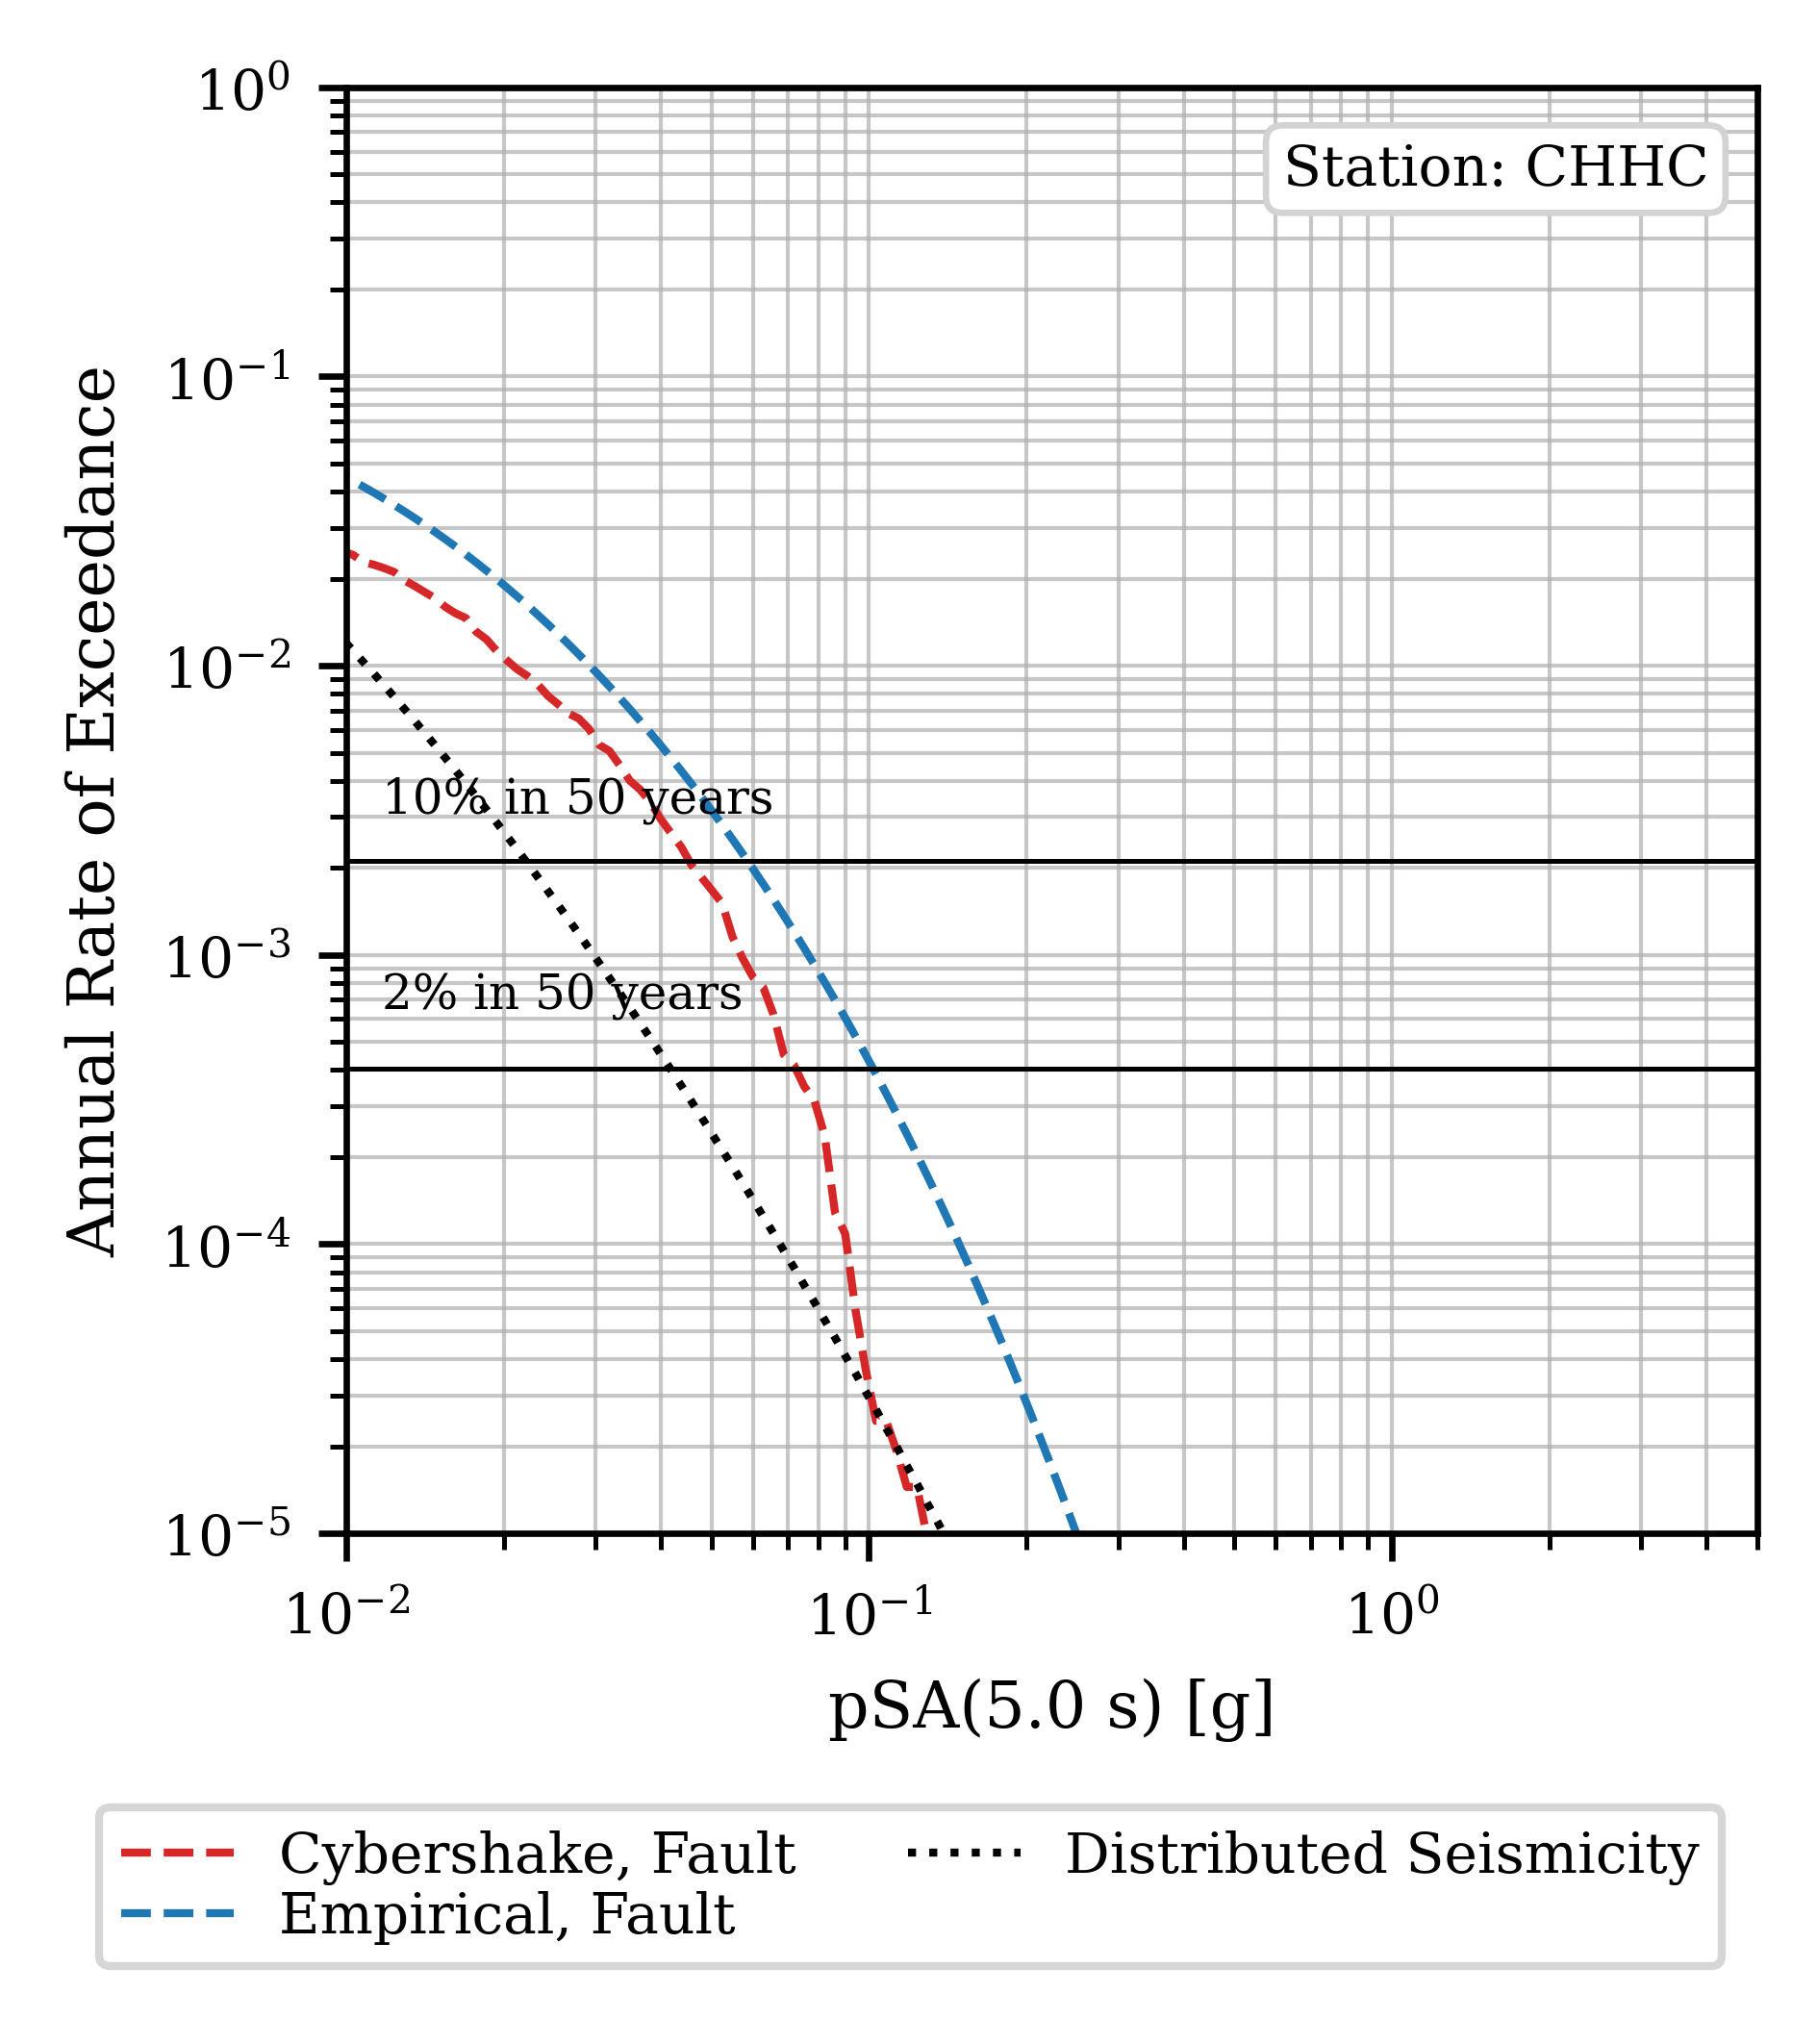 10⁰
Station: CHHC
10⁻¹
10⁻²
10% in 50 years
10⁻³
2% in 50 years
10⁻⁴
10⁻⁵
Annual Rate of Exceedance
10⁻² 10⁻¹ 10⁰
pSA(5.0 s) [g]
Cybershake, Fault
Empirical, Fault
Distributed Seismicity